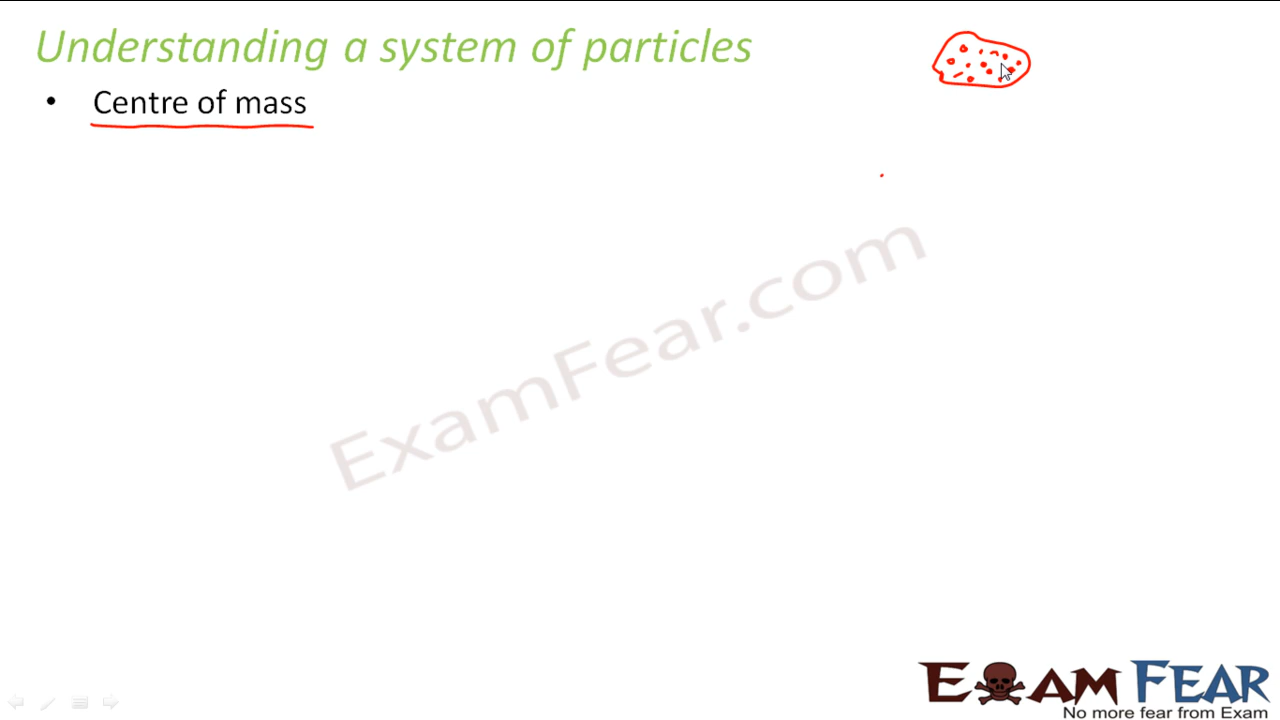 Understanding a system of particles
• Centre of mass
ExamFear.com
EXAM FEAR
No more fear from Exam